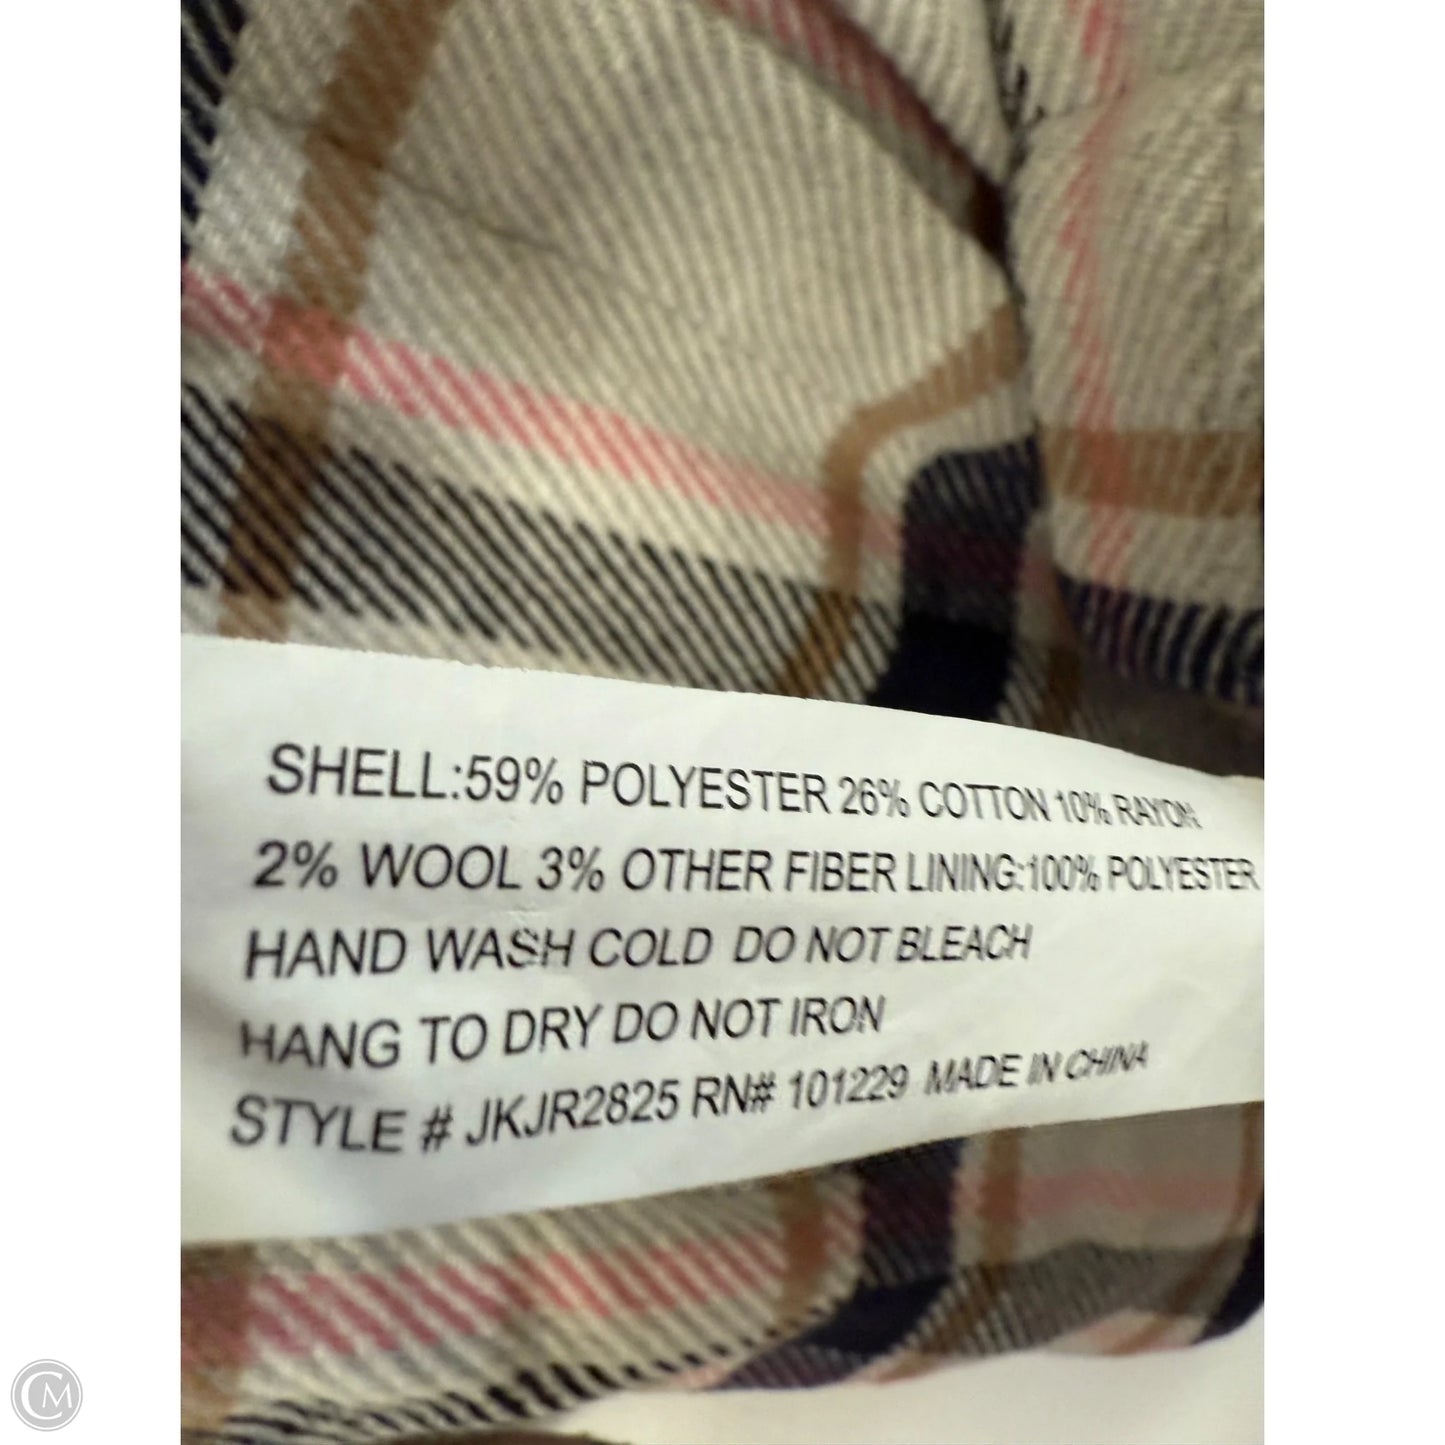 SHELL:59% POLYESTER 26% COTTON 10% RAYON
2% WOOL 3% OTHER FIBER LINING:100% POLYESTER
HAND WASH COLD DO NOT BLEACH
HANG TO DRY DO NOT IRON
STYLE # JKJR2825 RN# 101229 MADE IN CHINA
CM